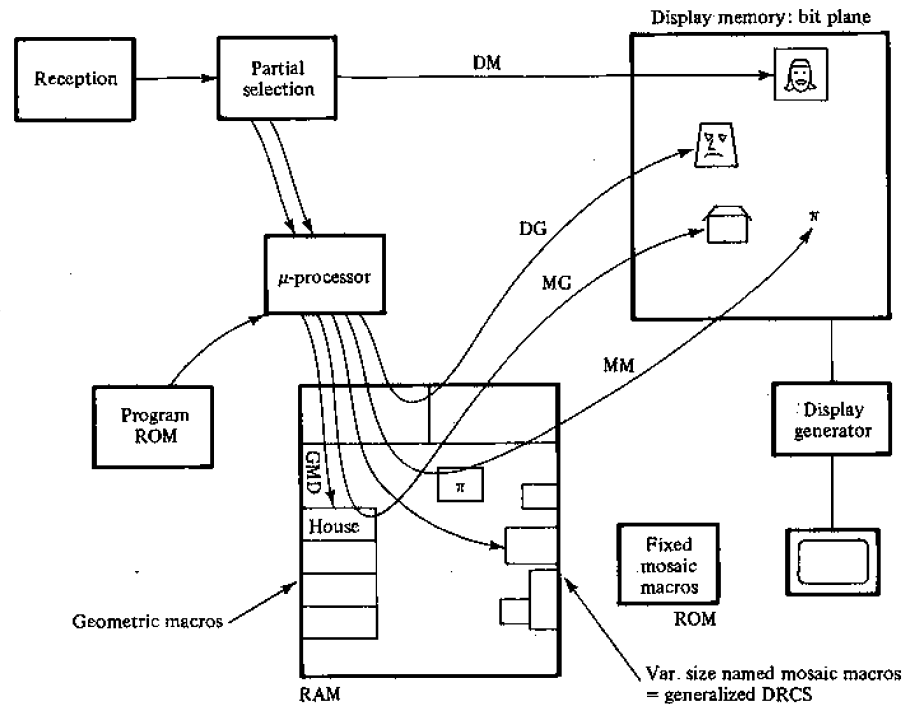 Display memory: bit plane
Reception
Partial
selection
DM
DG
μ-processor
MG
π
MM
Program
ROM
Display
generator
GMD
π
House
Fixed
mosaic
macros
ROM
Geometric macros
RAM
Var. size named mosaic macros
= generalized DRCS